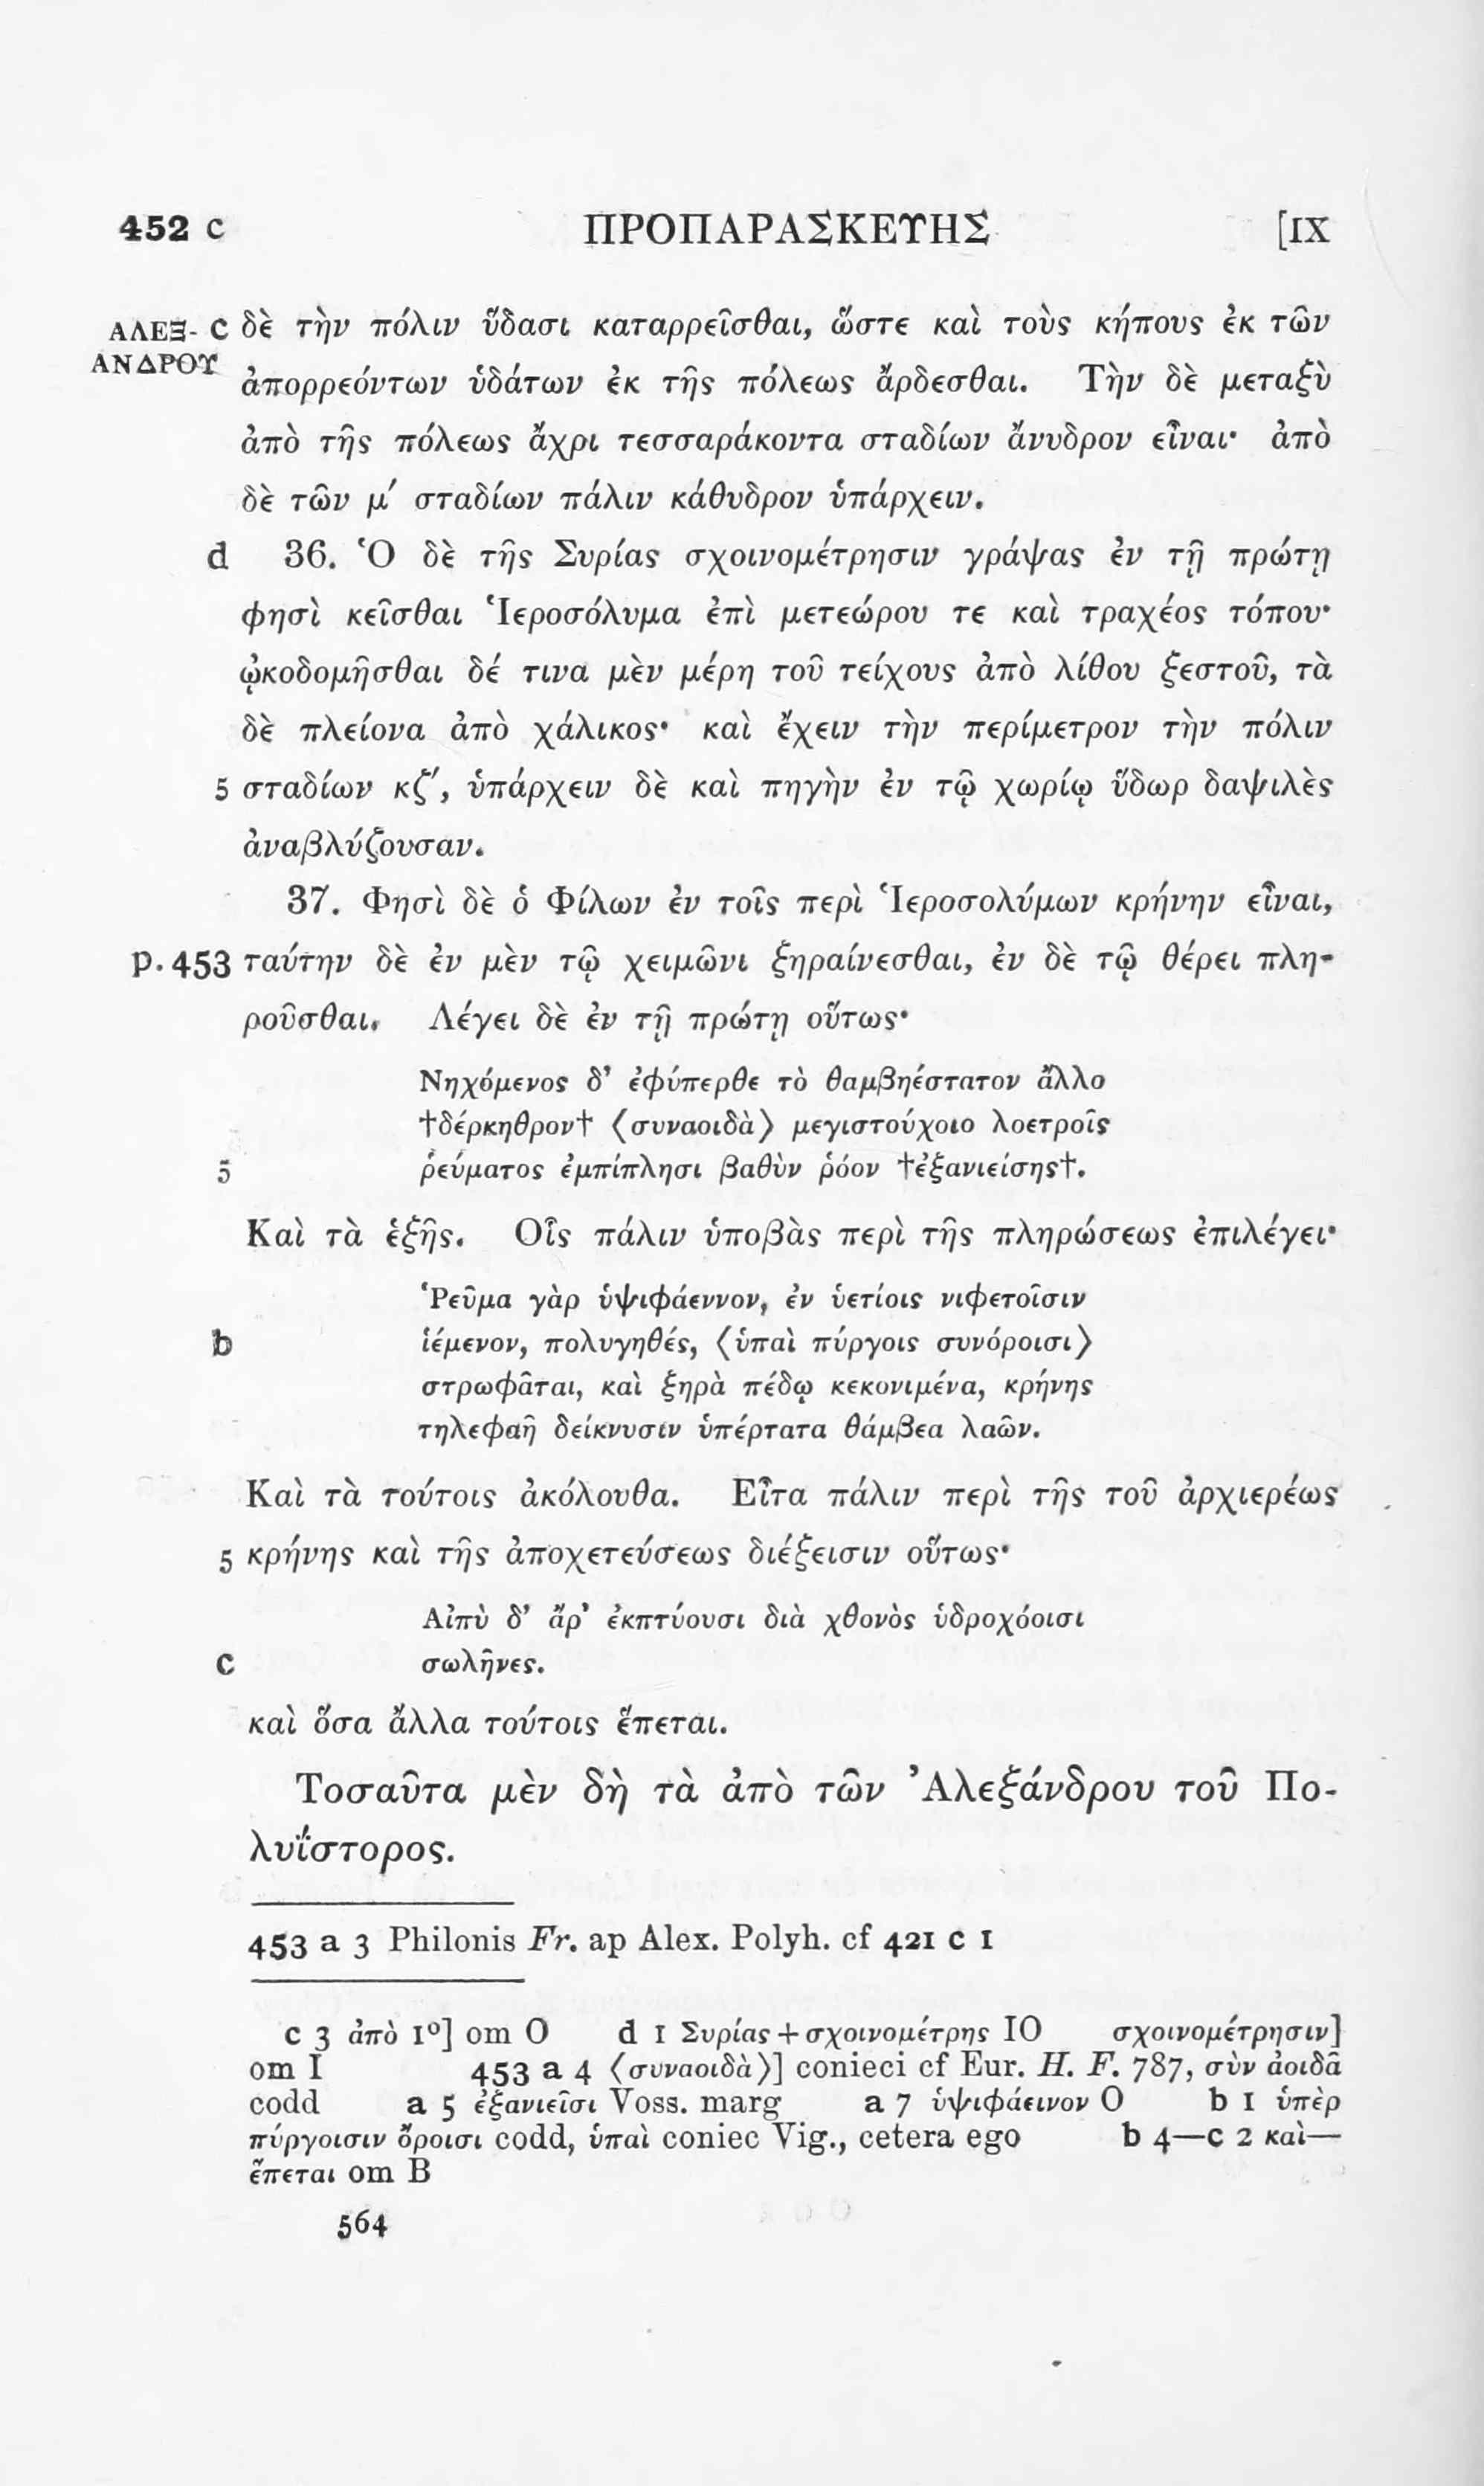 452 c ΠΡΟΠΑΡΑΣΚΕΥΗΣ [IX
ΑΛΕΞ- c δὲ τὴν πόλιν ὕδασι καταρρεῖσθαι, ὥστε καὶ τοὺς κήπους ἐκ τῶν
ΑΝΔΡΟΥ ἀπορρεόντων ὑδάτων ἐκ τῆς πόλεως ἄρδεσθαι. Τὴν δὲ μεταξὺ
ἀπὸ τῆς πόλεως ἄχρι τεσσαράκοντα σταδίων ἄνυδρον εἶναι· ἀπὸ
δὲ τῶν μʹ σταδίων πάλιν κάθυδρον ὑπάρχειν.
d 36. Ὁ δὲ τῆς Συρίας σχοινομέτρησιν γράψας ἐν τῇ πρώτῃ
φησὶ κεῖσθαι Ἱεροσόλυμα ἐπὶ μετεώρου τε καὶ τραχέος τόπου·
ᾠκοδομῆσθαι δέ τινα μὲν μέρη τοῦ τείχους ἀπὸ λίθου ξεστοῦ, τὰ
δὲ πλείονα ἀπὸ χάλικος· καὶ ἔχειν τὴν περίμετρον τὴν πόλιν
5 σταδίων κζʹ, ὑπάρχειν δὲ καὶ πηγὴν ἐν τῷ χωρίῳ ὕδωρ δαψιλὲς
ἀναβλύζουσαν.
37. Φησὶ δὲ ὁ Φίλων ἐν τοῖς περὶ Ἱεροσολύμων κρήνην εἶναι,
p. 453 ταύτην δὲ ἐν μὲν τῷ χειμῶνι ξηραίνεσθαι, ἐν δὲ τῷ θέρει πλη-
ροῦσθαι. Λέγει δὲ ἐν τῇ πρώτῃ οὕτως·
Νηχόμενος δ' ἐφύπερθε τὸ θαμβηέστατον ἄλλο
†δέρκηθρον† ⟨συναοιδὰ⟩ μεγιστούχοιο λοετροῖς
5 ῥεύματος ἐμπίπλησι βαθὺν ῥόον †ἐξανιείσης†.
Καὶ τὰ ἑξῆς. Οἷς πάλιν ὑποβὰς περὶ τῆς πληρώσεως ἐπιλέγει·
Ῥεῦμα γὰρ ὑψιφάεννον, ἐν ὑετίοις νιφετοῖσιν
b ἱέμενον, πολυγηθές, ⟨ὑπαὶ πύργοις συνόροισι⟩
στρωφᾶται, καὶ ξηρὰ πέδῳ κεκονιμένα, κρήνης
τηλεφαῆ δείκνυσιν ὑπέρτατα θάμβεα λαῶν.
Καὶ τὰ τούτοις ἀκόλουθα. Εἶτα πάλιν περὶ τῆς τοῦ ἀρχιερέως
5 κρήνης καὶ τῆς ἀποχετεύσεως διέξεισιν οὕτως·
Αἰπὺ δ' ἄρ' ἐκπτύουσι διὰ χθονὸς ὑδροχόοισι
c σωλῆνες.
καὶ ὅσα ἄλλα τούτοις ἕπεται.
Τοσαῦτα μὲν δὴ τὰ ἀπὸ τῶν Ἀλεξάνδρου τοῦ Πο-
λυΐστορος.
453 a 3 Philonis Fr. ap Alex. Polyh. cf 421 c 1
c 3 ἀπὸ 1º] om O d 1 Συρίας + σχοινομέτρης IO σχοινομέτρησιν]
om I 453 a 4 ⟨συναοιδὰ⟩] conieci cf Eur. H. F. 787, σὺν ἀοιδᾶ
codd a 5 ἐξανιεῖσι Voss. marg a 7 ὑψιφάεινον O b 1 ὑπὲρ
πύργοισιν ὄροισι codd, ὑπαὶ coniec Vig., cetera ego b 4—c 2 καὶ—
ἕπεται om B
564